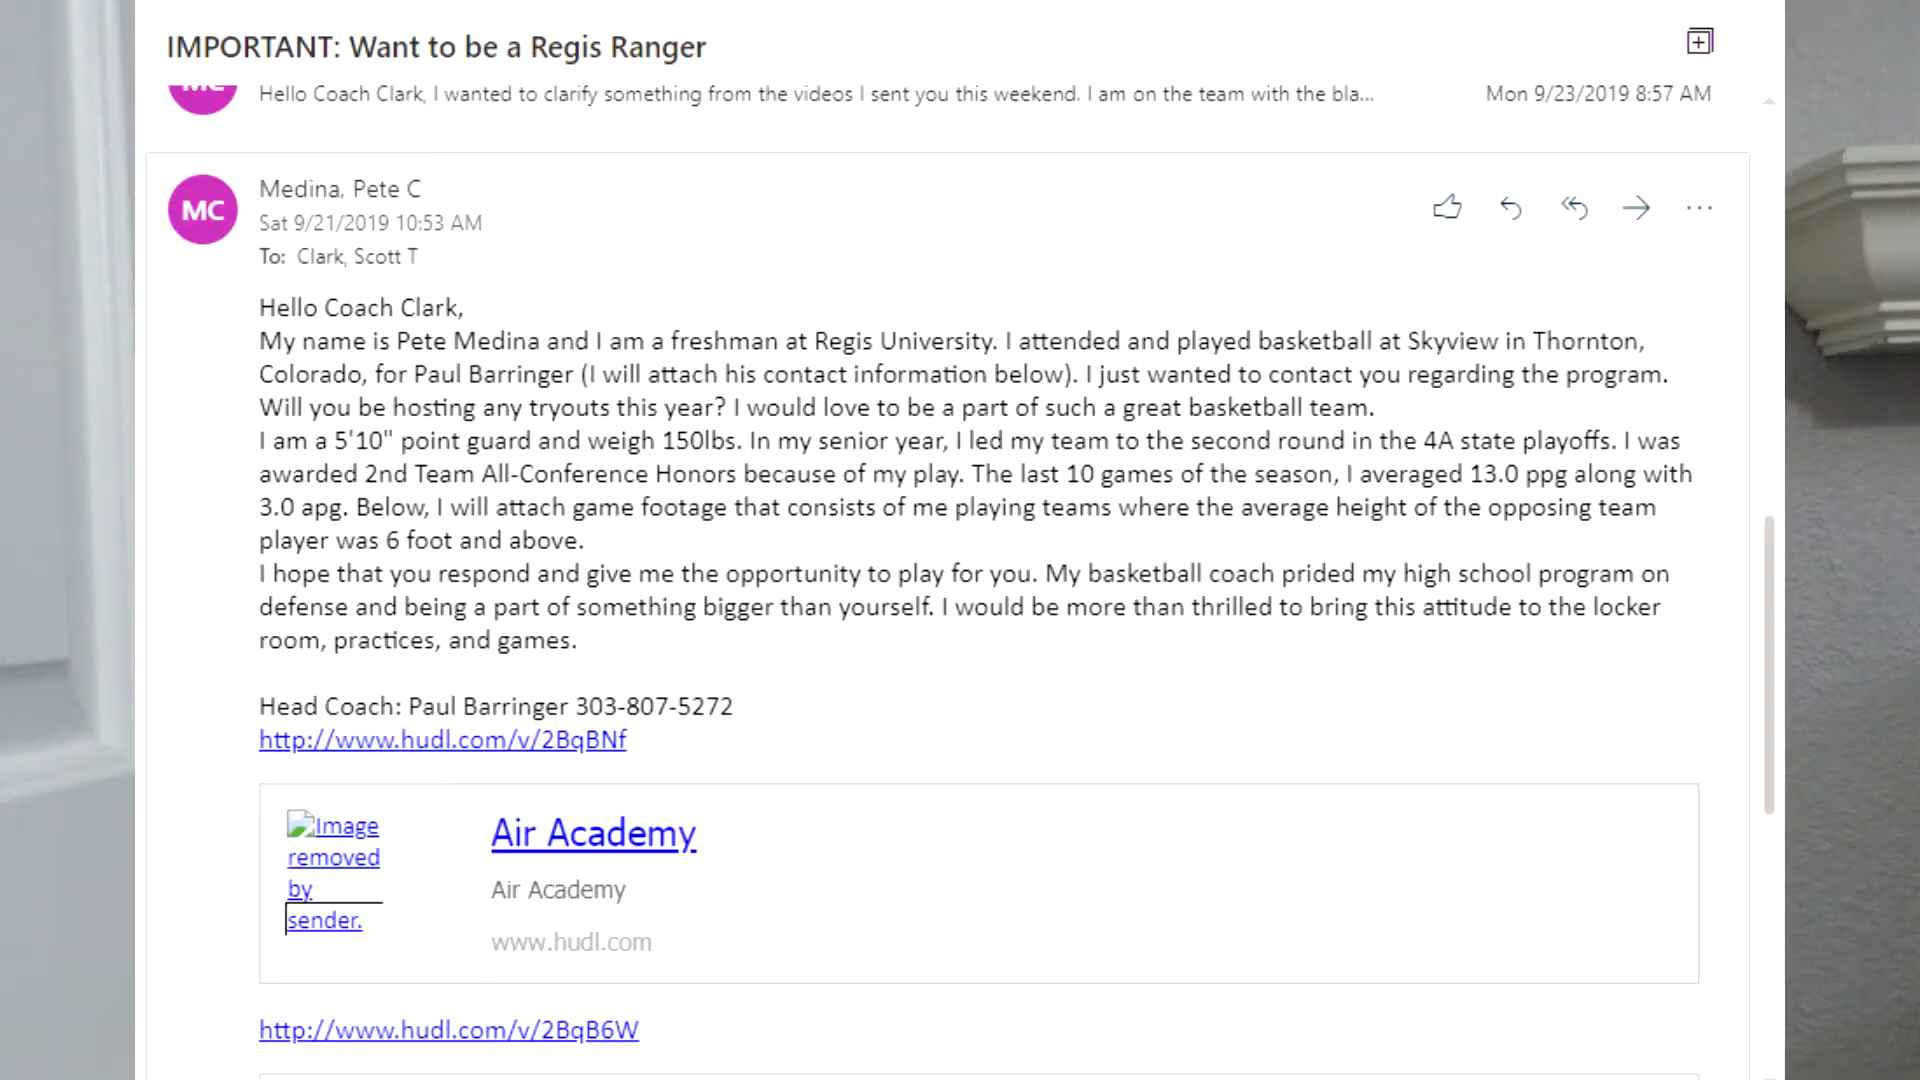 IMPORTANT: Want to be a Regis Ranger
Hello Coach Clark, I wanted to clarify something from the videos I sent you this weekend. I am on the team with the bla...
Mon 9/23/2019 8:57 AM
MC
Medina, Pete C
Sat 9/21/2019 10:53 AM
To: Clark, Scott T
Hello Coach Clark,
My name is Pete Medina and I am a freshman at Regis University. I attended and played basketball at Skyview in Thornton,
Colorado, for Paul Barringer (I will attach his contact information below). I just wanted to contact you regarding the program.
Will you be hosting any tryouts this year? I would love to be a part of such a great basketball team.
I am a 5'10" point guard and weigh 150lbs. In my senior year, I led my team to the second round in the 4A state playoffs. I was
awarded 2nd Team All-Conference Honors because of my play. The last 10 games of the season, I averaged 13.0 ppg along with
3.0 apg. Below, I will attach game footage that consists of me playing teams where the average height of the opposing team
player was 6 foot and above.
I hope that you respond and give me the opportunity to play for you. My basketball coach prided my high school program on
defense and being a part of something bigger than yourself. I would be more than thrilled to bring this attitude to the locker
room, practices, and games.
Head Coach: Paul Barringer 303-807-5272
http://www.hudl.com/v/2BqBNf
Image
removed
by
sender.
Air Academy
Air Academy
www.hudl.com
http://www.hudl.com/v/2BqB6W